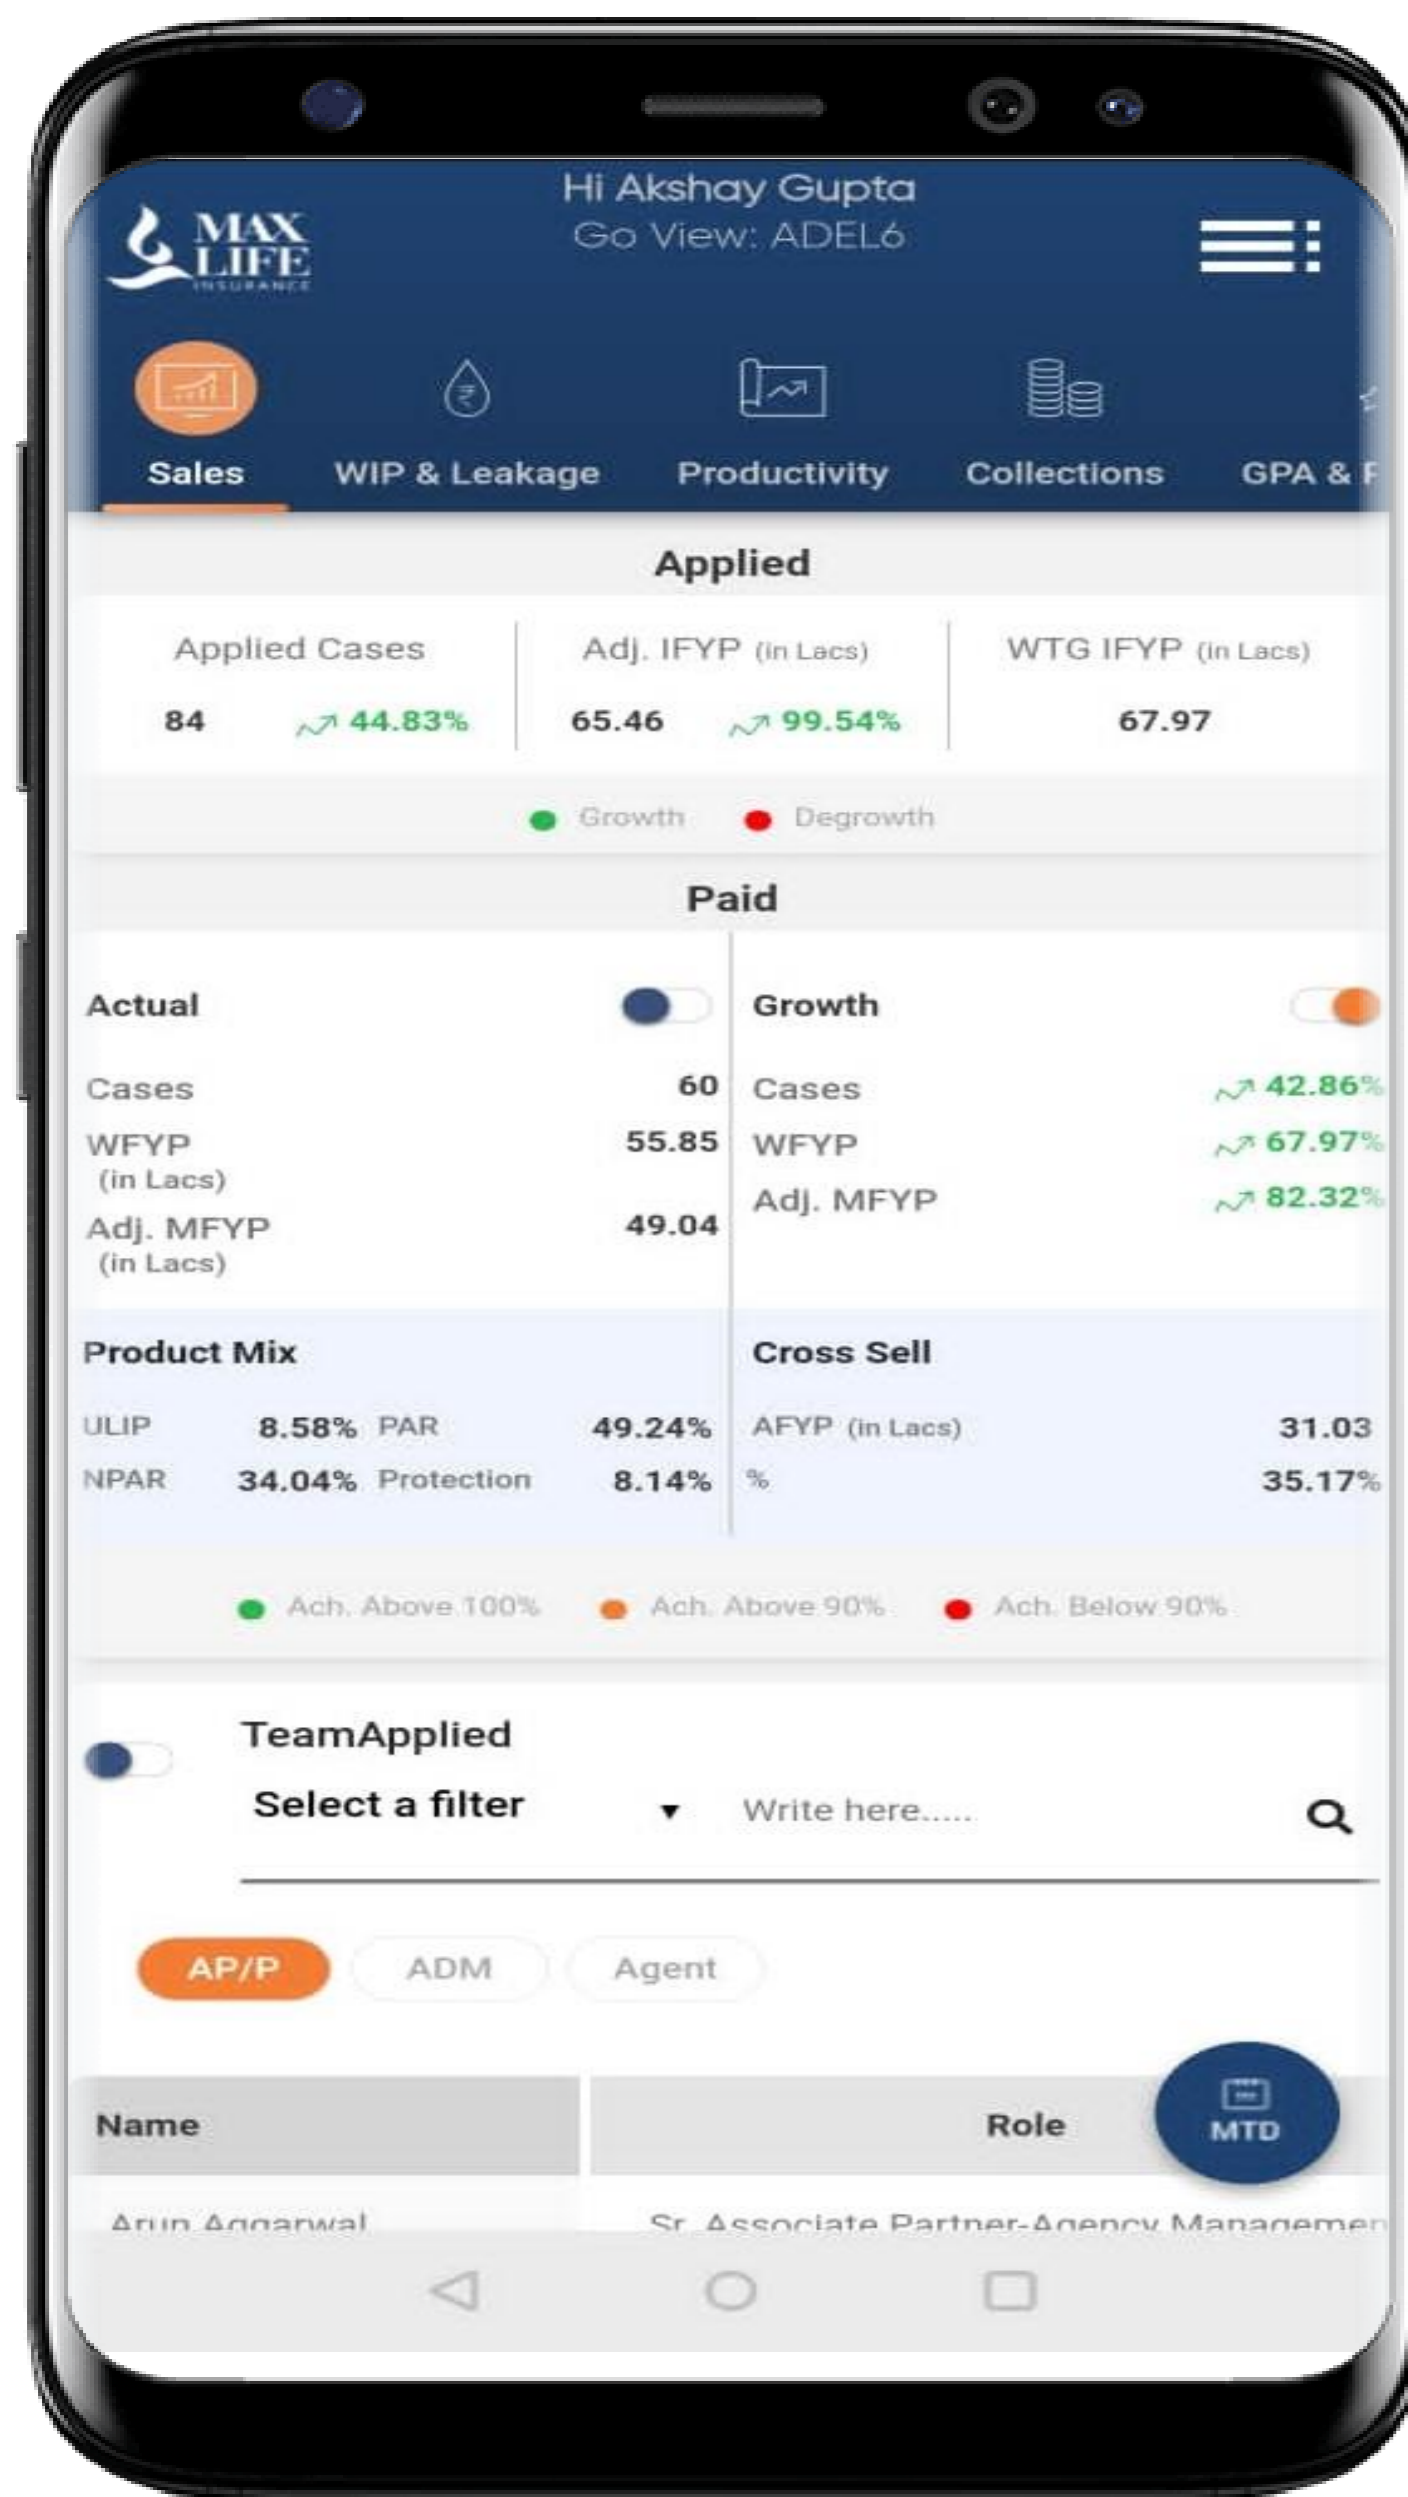 Hi Akshay Gupta
Go View: ADEL6
MAX
LIFE
INSURANCE
Sales WIP & Leakage Productivity Collections GPA &
Applied
Applied Cases Adj. IFYP (in Lacs) WTG IFYP (in Lacs)
84 44.83% 65.46 99.54% 67.97
Growth Degrowth
Paid
Actual Growth
Cases 60 Cases 42.86%
WFYP 55.85 WFYP 67.97%
(in Lacs)
Adj. MFYP 49.04 Adj. MFYP 82.32%
(in Lacs)
Product Mix Cross Sell
ULIP 8.58% PAR 49.24% AFYP (in Lacs) 31.03
NPAR 34.04% Protection 8.14% % 35.17%
Ach. Above 100% Ach. Above 90% Ach. Below 90%
TeamApplied
Select a filter Write here.....
AP/P ADM Agent
Name Role MTD
Arun Aggarwal Sr. Associate Partner-Agency Managemen